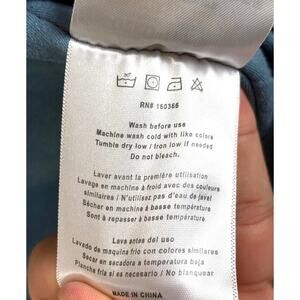 RN# 160366
Wash before use
Machine wash cold with like colors
Tumble dry low / Iron low if needed
Do not bleach.
Laver avant la première utilisation
Lavage en machine à froid avec des couleurs
similaires / N'utilisez pas d'eau de javel
Sécher en machine à basse température
Sont à repasser à basse température
Lava antes del uso
Lavado de maquina frio con colores similares
Secar en secadora a temperatura baja
Plancha fria si es necesario / No blanquear
MADE IN CHINA